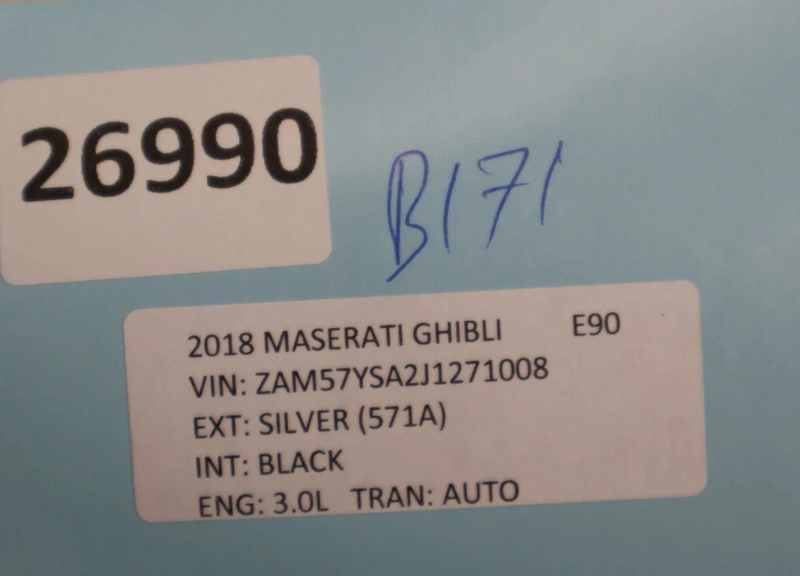 26990
B171
2018 MASERATI GHIBLI E90
VIN: ZAM57YSA2J1271008
EXT: SILVER (571A)
INT: BLACK
ENG: 3.0L TRAN: AUTO